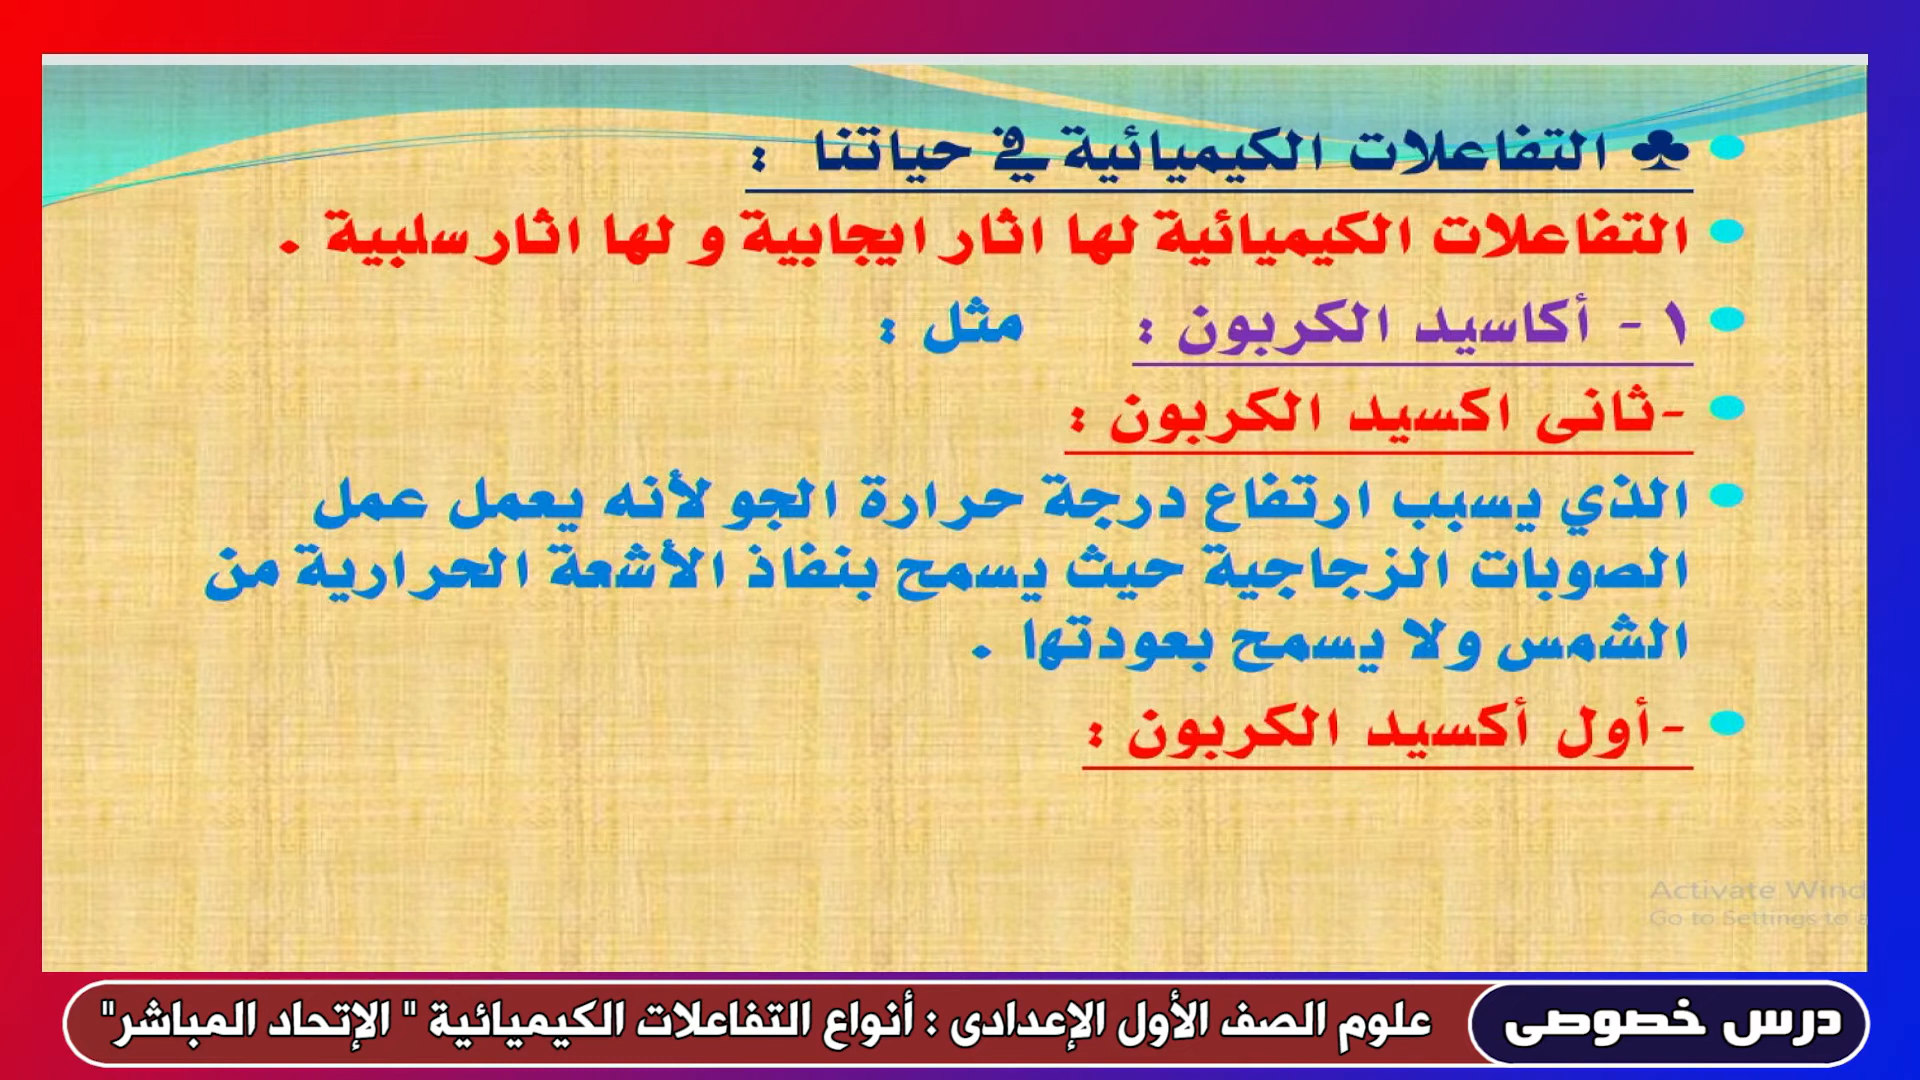 ♣ التفاعلات الكيميائية في حياتنا :
التفاعلات الكيميائية لها اثار ايجابية و لها اثار سلبية .
١ - أكاسيد الكربون : مثل :
-ثانى اكسيد الكربون :
الذي يسبب ارتفاع درجة حرارة الجو لأنه يعمل عمل
الصوبات الزجاجية حيث يسمح بنفاذ الأشعة الحرارية من
الشمس ولا يسمح بعودتها .
-أول أكسيد الكربون :
Activate Wind
Go to Settings to a
درس خصوصى
علوم الصف الأول الإعدادى : أنواع التفاعلات الكيميائية " الإتحاد المباشر"